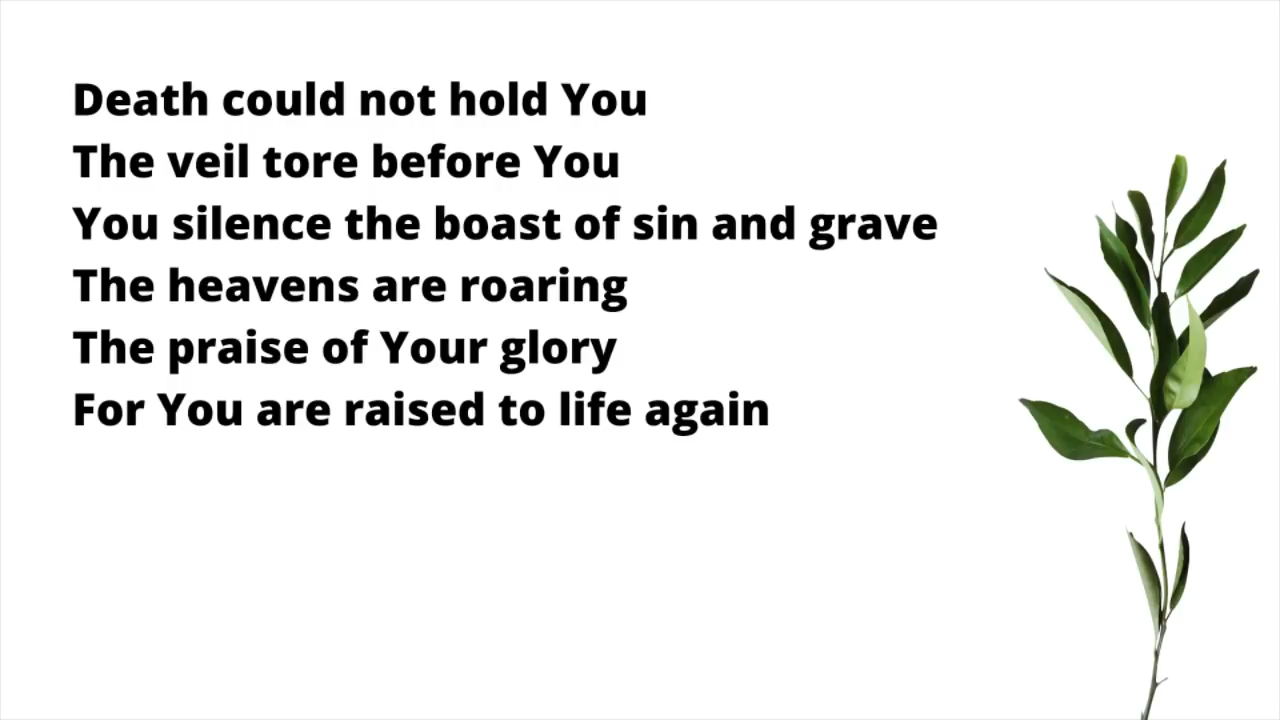 Death could not hold You
The veil tore before You
You silence the boast of sin and grave
The heavens are roaring
The praise of Your glory
For You are raised to life again